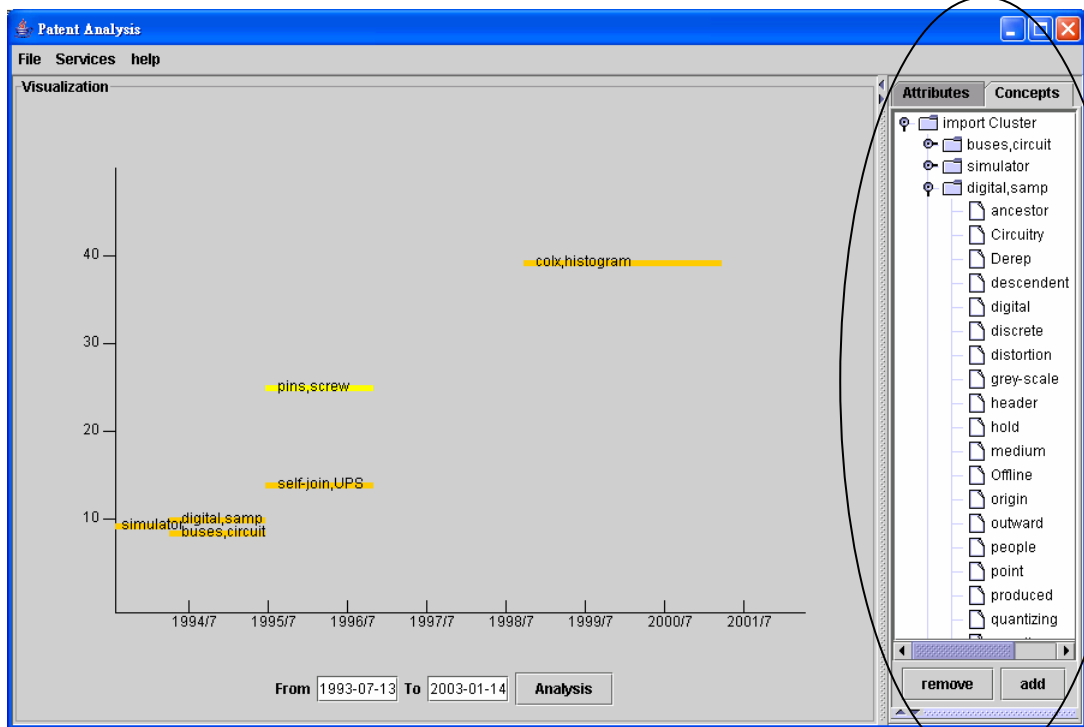 Patent Analysis
File Services help
Visualization
40
30
20
10
colx,histogram
pins,screw
self-join,UPS
simulator
digital,samp
buses,circuit
1994/7 1995/7 1996/7 1997/7 1998/7 1999/7 2000/7 2001/7
From 1993-07-13 To 2003-01-14 Analysis
Attributes Concepts
import Cluster
buses,circuit
simulator
digital,samp
ancestor
Circuitry
Derep
descendent
digital
discrete
distortion
grey-scale
header
hold
medium
Offline
origin
outward
people
point
produced
quantizing
remove add